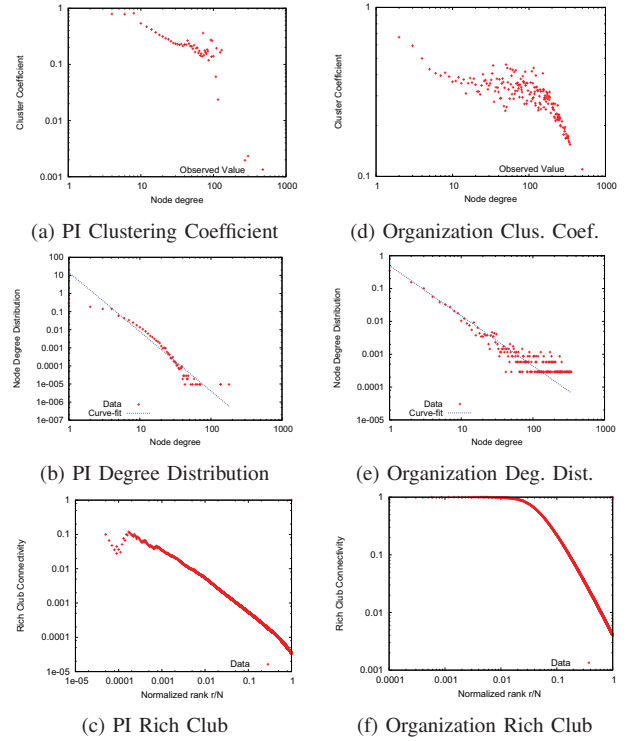 1
0.1
0.01
0.001
1 10 100 1000
Cluster Coefficient
Node degree
Observed Value
(a) PI Clustering Coefficient
1
0.1
1 10 100 1000
Cluster Coefficient
Node degree
Observed Value
(d) Organization Clus. Coef.
100
10
1
0.1
0.01
0.001
0.0001
1e-005
1e-006
1e-007
1 10 100 1000
Node Degree Distribution
Node degree
Data
Curve-fit
(b) PI Degree Distribution
1
0.1
0.01
0.001
0.0001
1e-005
1 10 100 1000
Node Degree Distribution
Node degree
Data
Curve-fit
(e) Organization Deg. Dist.
1
0.1
0.01
0.001
0.0001
1e-05
1e-05 0.0001 0.001 0.01 0.1 1
Rich Club Connectivity
Normalized rank r/N
Data
(c) PI Rich Club
1
0.1
0.01
0.001
0.0001 0.001 0.01 0.1 1
Rich Club Connectivity
Normalized rank r/N
Data
(f) Organization Rich Club